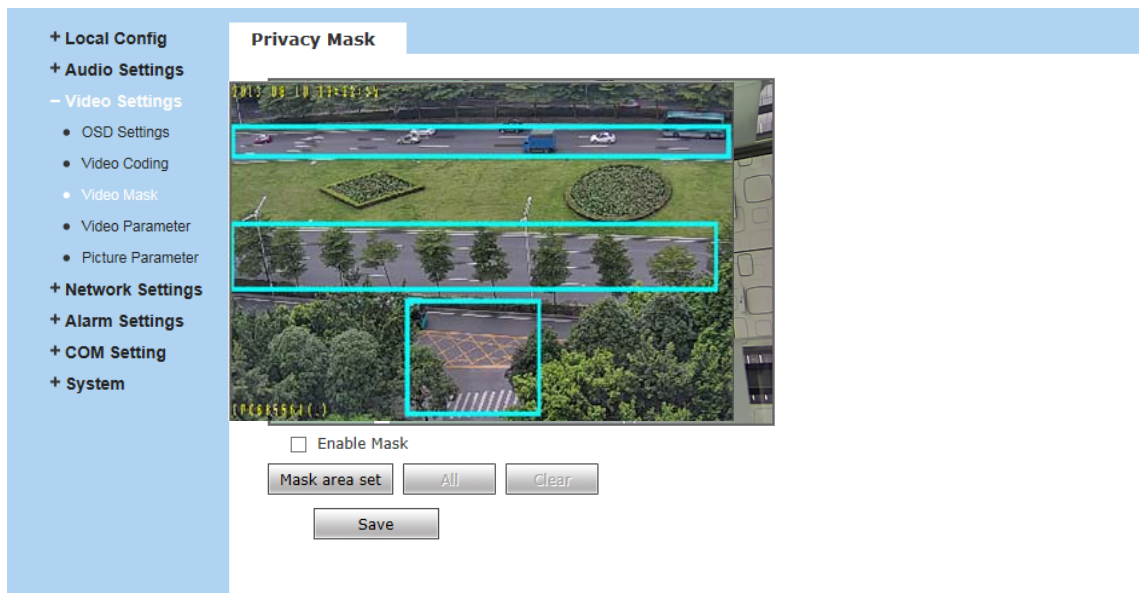 + Local Config
+ Audio Settings
– Video Settings
● OSD Settings
● Video Coding
● Video Mask
● Video Parameter
● Picture Parameter
+ Network Settings
+ Alarm Settings
+ COM Setting
+ System
Privacy Mask
Enable Mask
Mask area set
All
Clear
Save